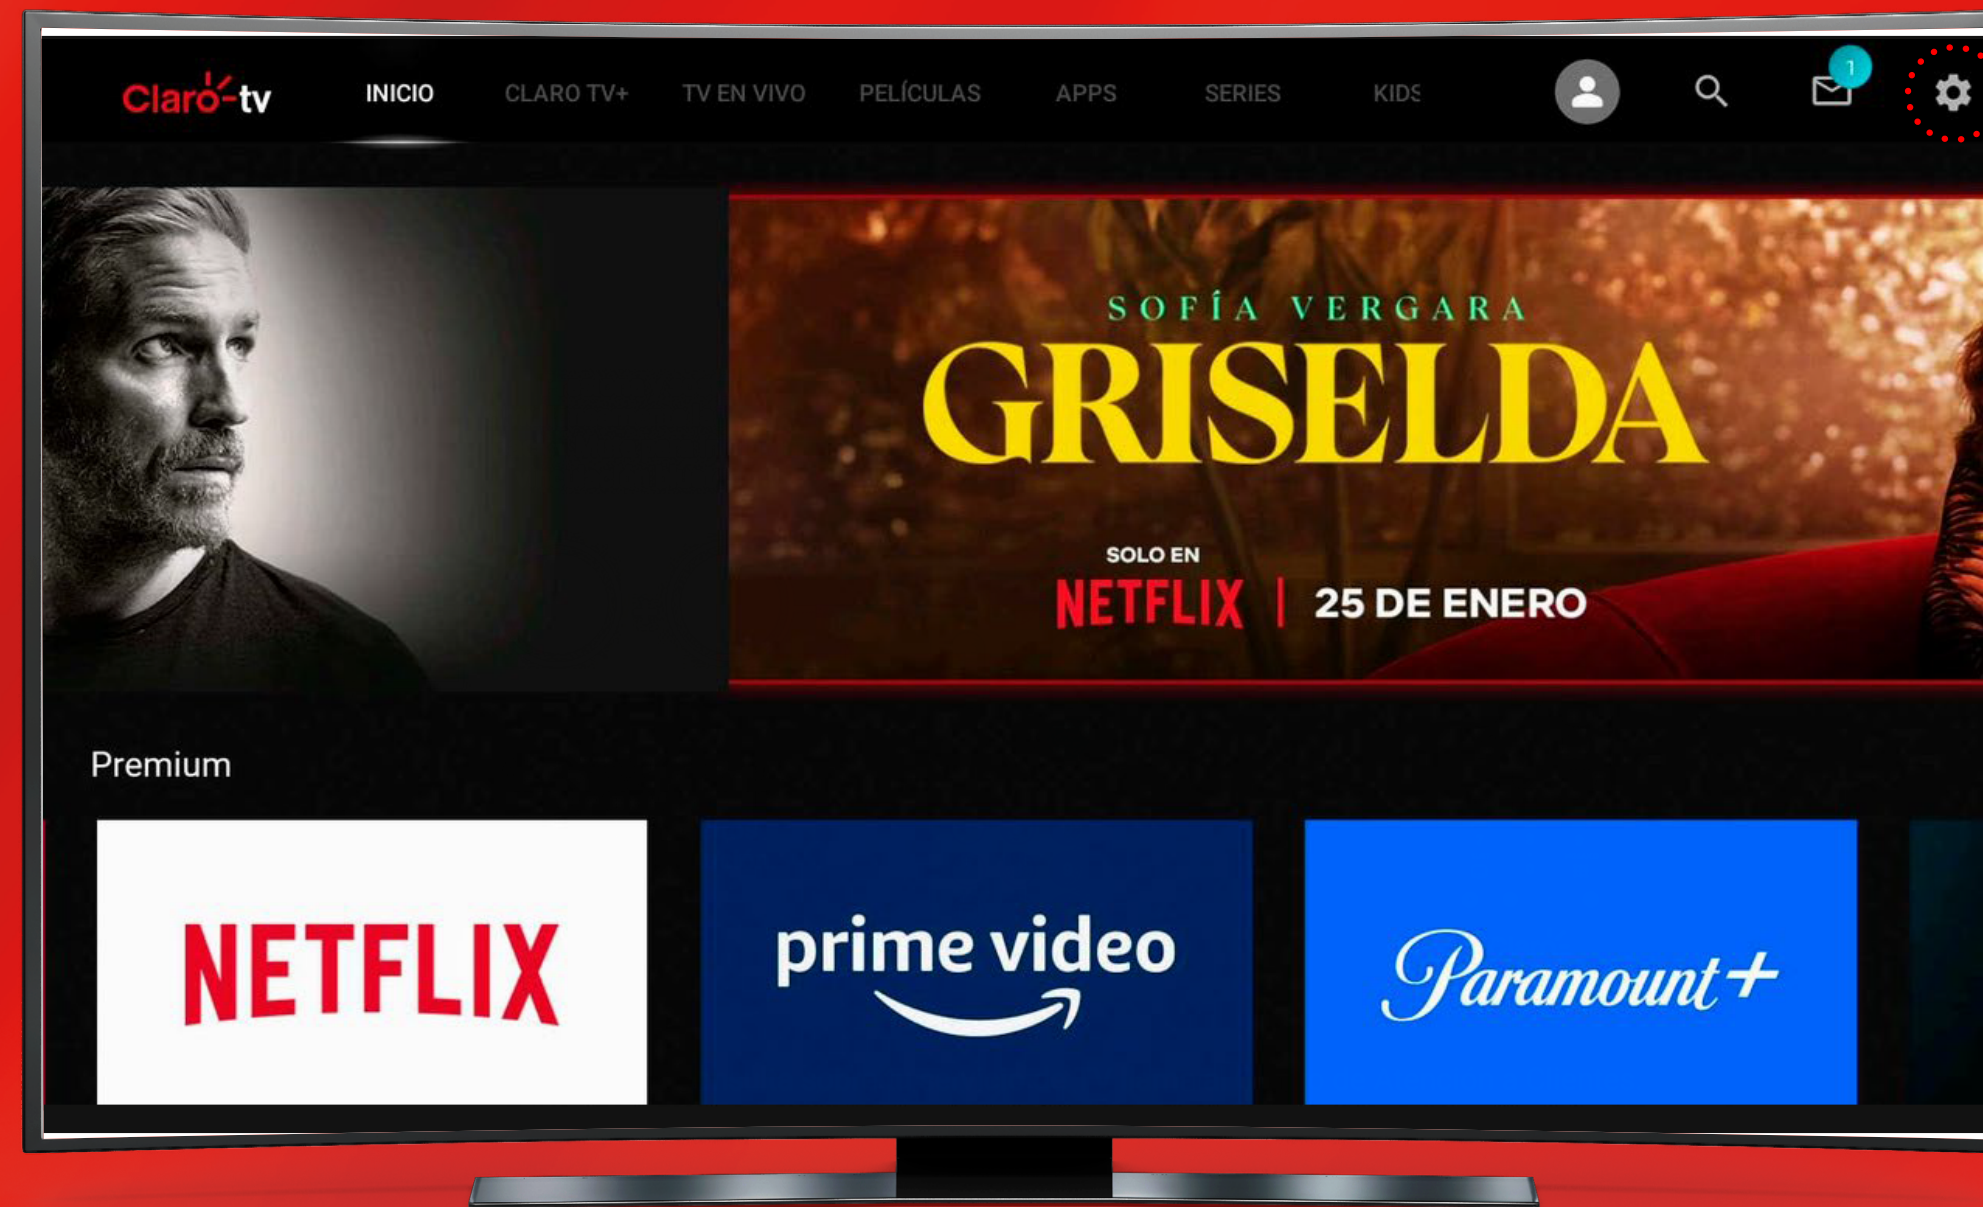 Claro-tv
INICIO
CLARO TV+
TV EN VIVO
PELÍCULAS
APPS
SERIES
KIDS
1
SOFÍA VERGARA
GRISELDA
SOLO EN
NETFLIX | 25 DE ENERO
Premium
NETFLIX
prime video
Paramount+